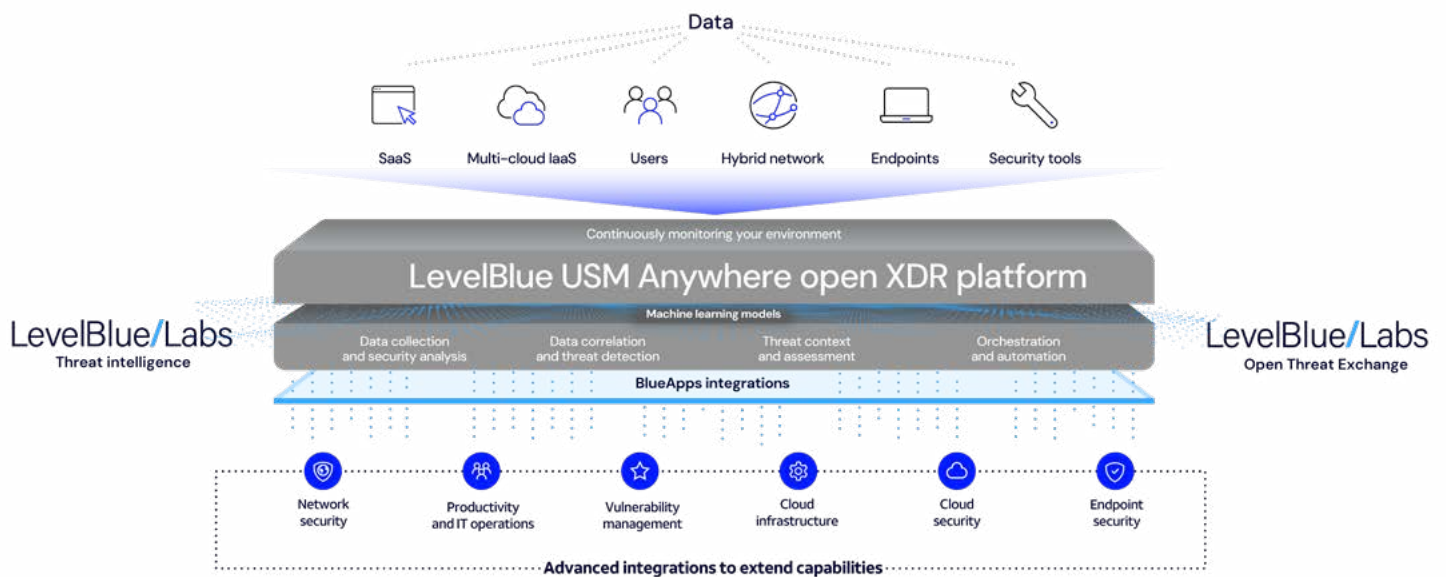 Data
SaaS
Multi-cloud IaaS
Users
Hybrid network
Endpoints
Security tools
Continuously monitoring your environment
LevelBlue USM Anywhere open XDR platform
Machine learning models
Data collection
and security analysis
Data correlation
and threat detection
Threat context
and assessment
Orchestration
and automation
LevelBlue/Labs
Threat intelligence
LevelBlue/Labs
Open Threat Exchange
BlueApps integrations
Network
security
Productivity
and IT operations
Vulnerability
management
Cloud
infrastructure
Cloud
security
Endpoint
security
Advanced integrations to extend capabilities